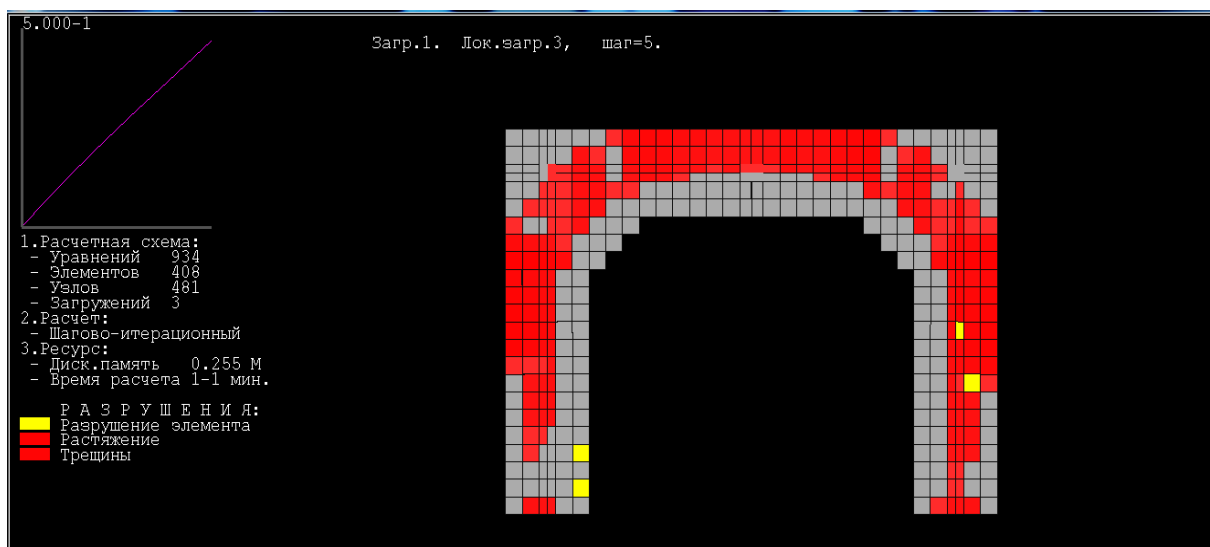 5.000-1
Загр.1. Лок.загр.3, шаг=5.
1.Расчетная схема:
- Уравнений 934
- Элементов 408
- Узлов 481
- Загружений 3
2.Расчет:
- Шагово-итерационный
3.Ресурс:
- Диск.память 0.255 М
- Время расчета 1-1 мин.
Р А З Р У Ш Е Н И Я:
Разрушение элемента
Растяжение
Трещины